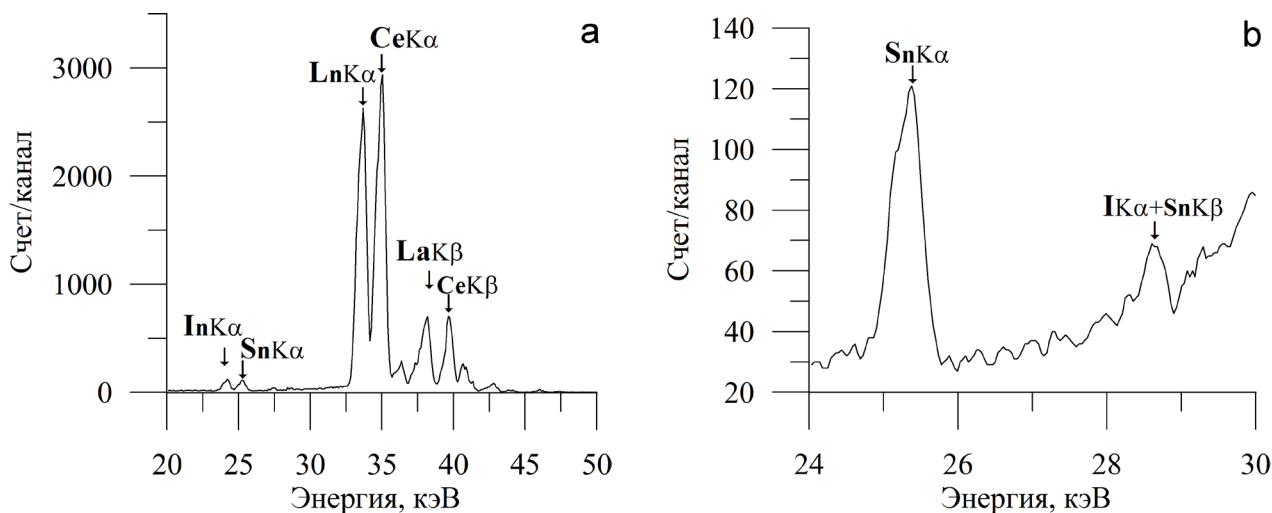 a
CeKα
LnKα
LaKβ
CeKβ
InKα
SnKα
3000
2000
1000
0
Счет/канал
20 25 30 35 40 45 50
Энергия, кэВ
b
SnKα
IKα+SnKβ
140
120
100
80
60
40
20
Счет/канал
24 26 28 30
Энергия, кэВ